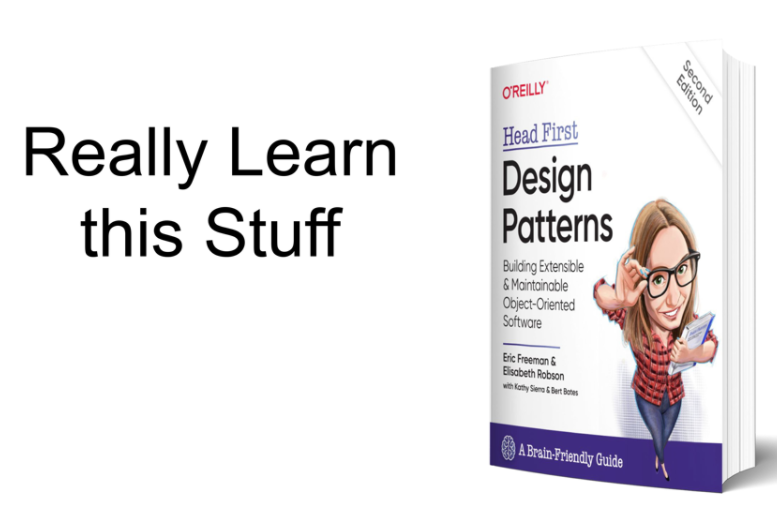 Really Learn
this Stuff
O'REILLY®
Second
Edition
Head First
Design
Patterns
Building Extensible
& Maintainable
Object-Oriented
Software
Eric Freeman &
Elisabeth Robson
with Kathy Sierra & Bert Bates
A Brain-Friendly Guide